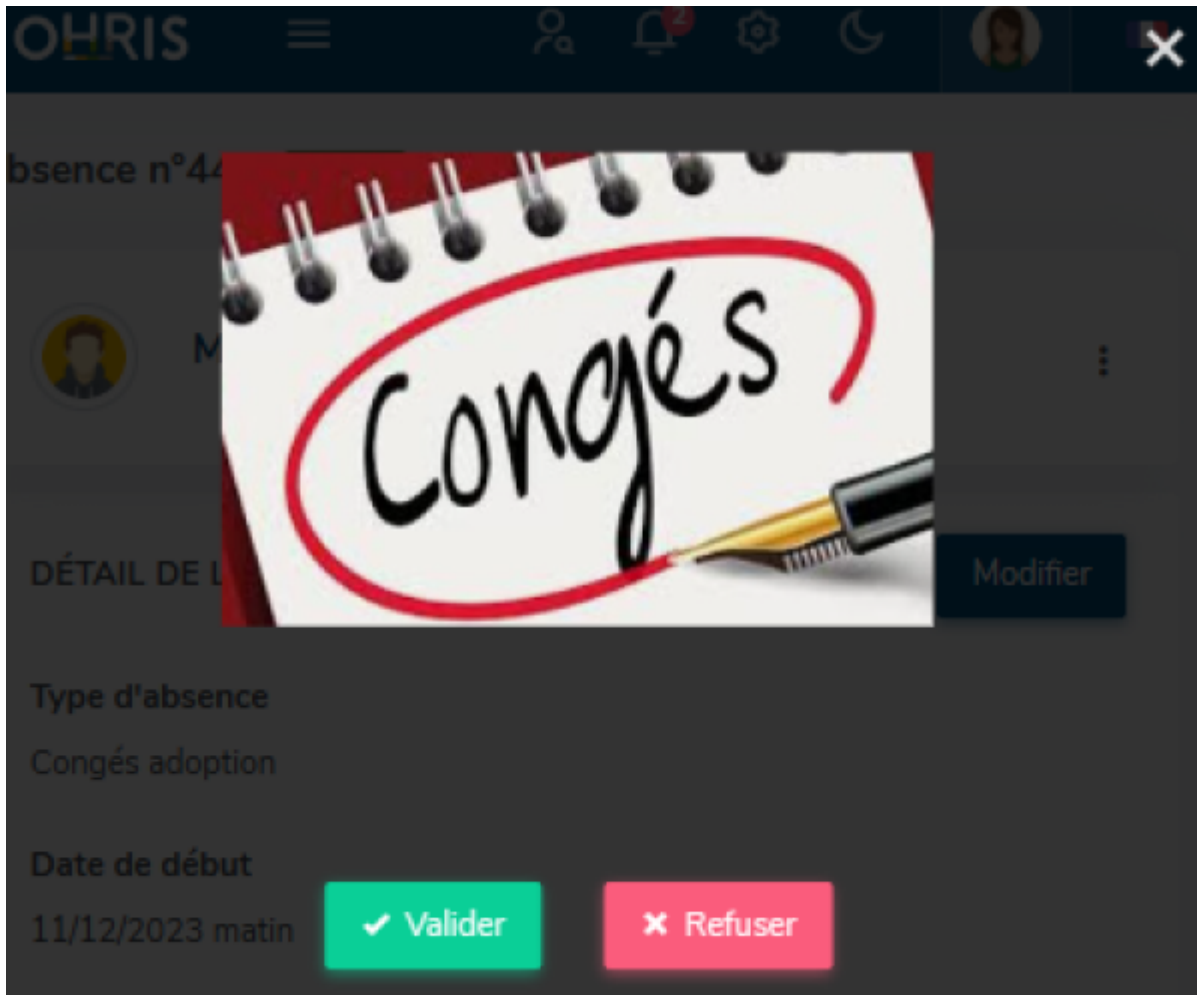 OHRIS
2
bsence n°44
M
Congés
DÉTAIL DE L
Modifier
Type d'absence
Congés adoption
Date de début
11/12/2023 matin
Valider
Refuser